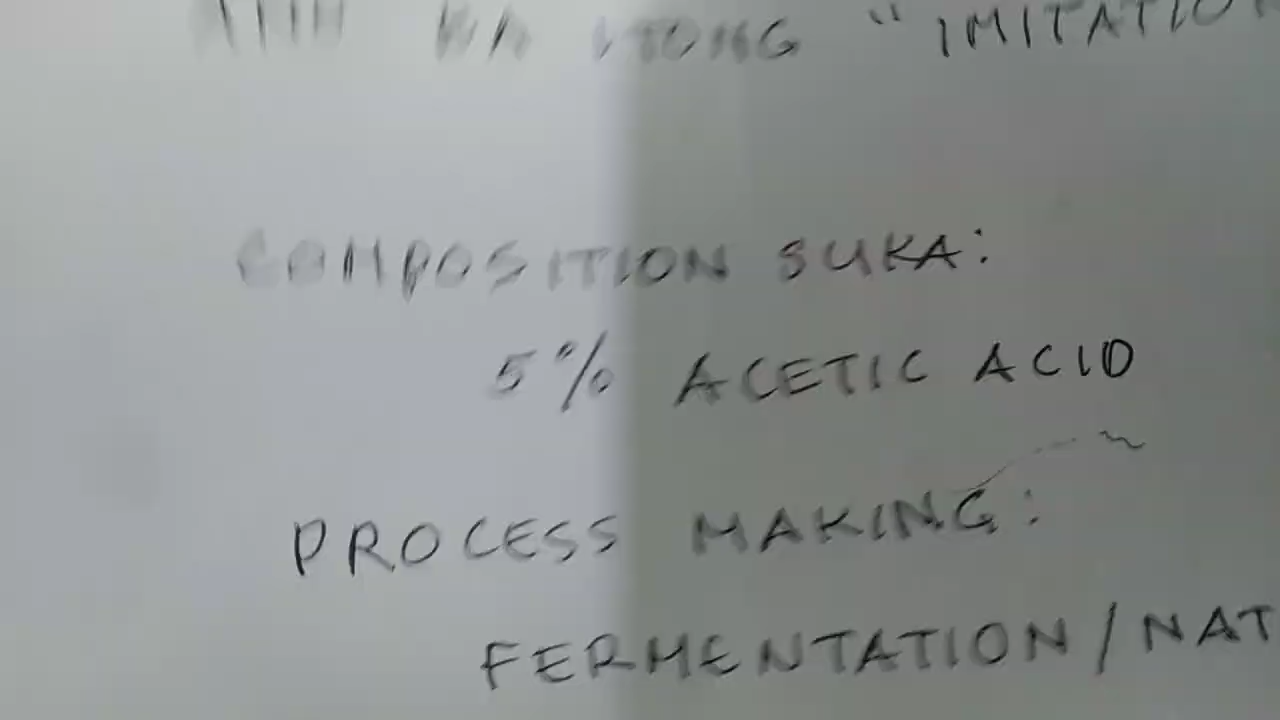 "IMITATIO
COMPOSITION SUKA:
5% ACETIC ACID
PROCESS MAKING:
FERMENTATION/NAT